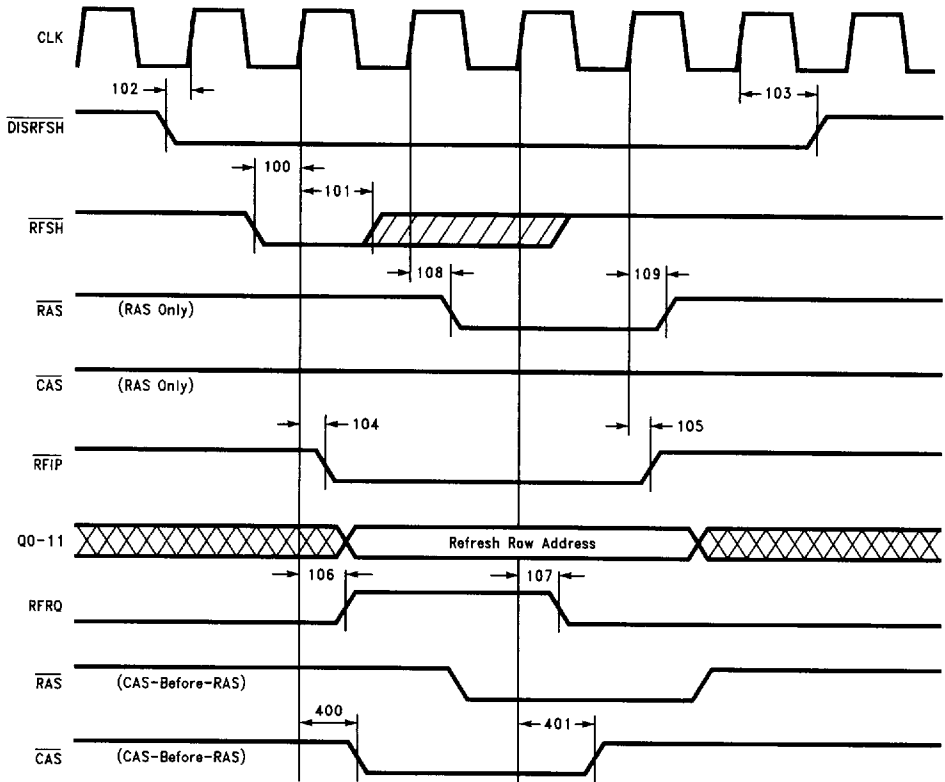 CLK
102
103
DISRFSH
100
101
RFSH
108
109
RAS (RAS Only)
CAS (RAS Only)
104
105
RFIP
Q0-11 Refresh Row Address
106
107
RFRQ
RAS (CAS-Before-RAS)
400
401
CAS (CAS-Before-RAS)